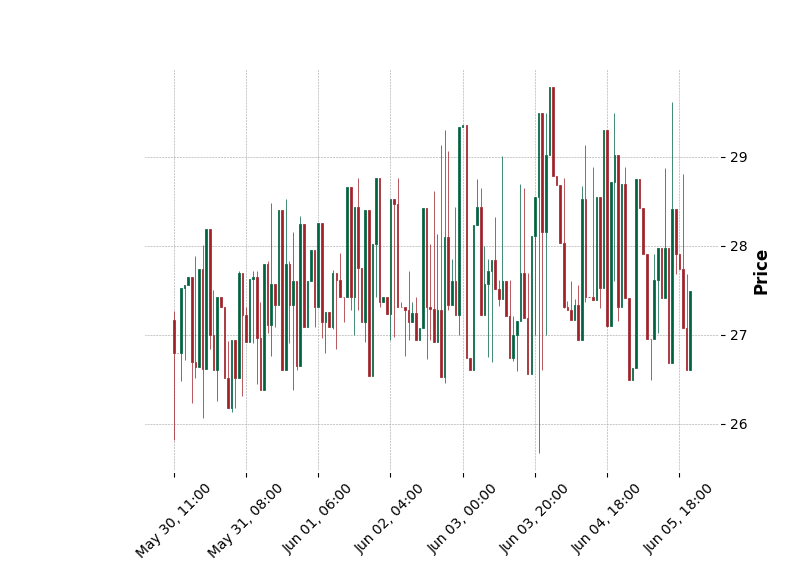 29
28
27
26
Price
May 30, 11:00
May 31, 08:00
Jun 01, 06:00
Jun 02, 04:00
Jun 03, 00:00
Jun 03, 20:00
Jun 04, 18:00
Jun 05, 18:00